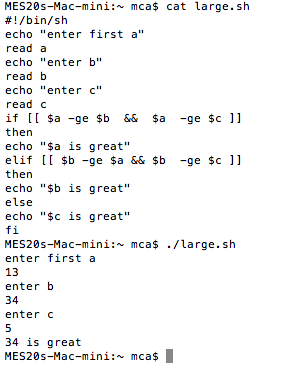 MES20s-Mac-mini:~ mca$ cat large.sh
#!/bin/sh
echo "enter first a"
read a
echo "enter b"
read b
echo "enter c"
read c
if [[ $a -ge $b  &&  $a  -ge $c ]]
then
echo "$a is great"
elif [[ $b -ge $a && $b  -ge $c ]]
then
echo "$b is great"
else
echo "$c is great"
fi
MES20s-Mac-mini:~ mca$ ./large.sh
enter first a
13
enter b
34
enter c
5
34 is great
MES20s-Mac-mini:~ mca$